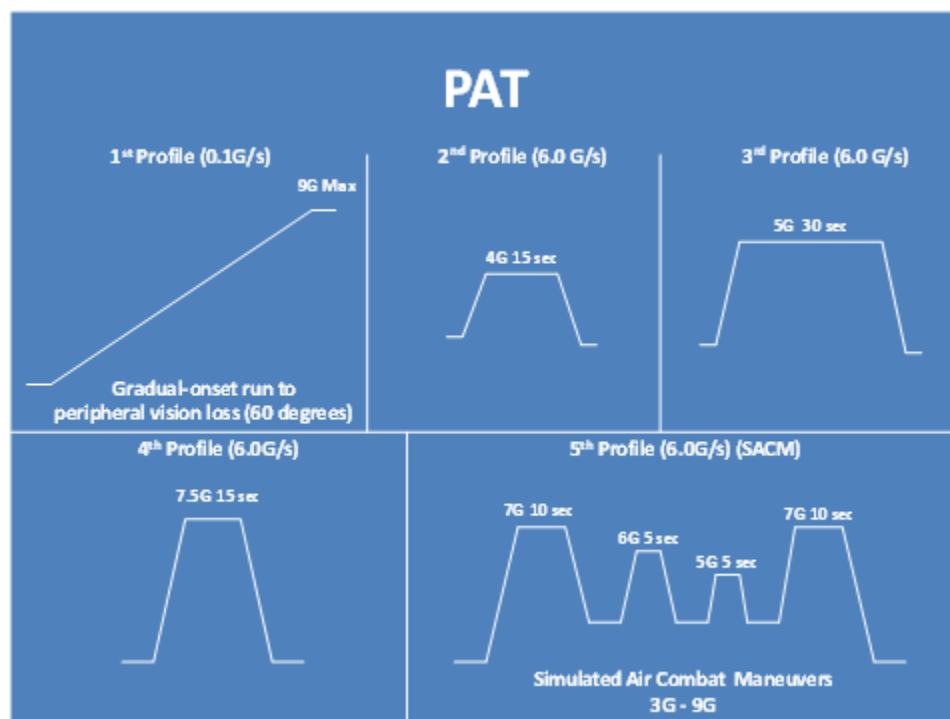 PAT
1st Profile (0.1G/s)
9G Max
Gradual-onset run to
peripheral vision loss (60 degrees)
2nd Profile (6.0 G/s)
4G 15 sec
3rd Profile (6.0 G/s)
5G 30 sec
4th Profile (6.0G/s)
7.5G 15 sec
5th Profile (6.0G/s) (SACM)
7G 10 sec
6G 5 sec
5G 5 sec
7G 10 sec
Simulated Air Combat Maneuvers
3G - 9G